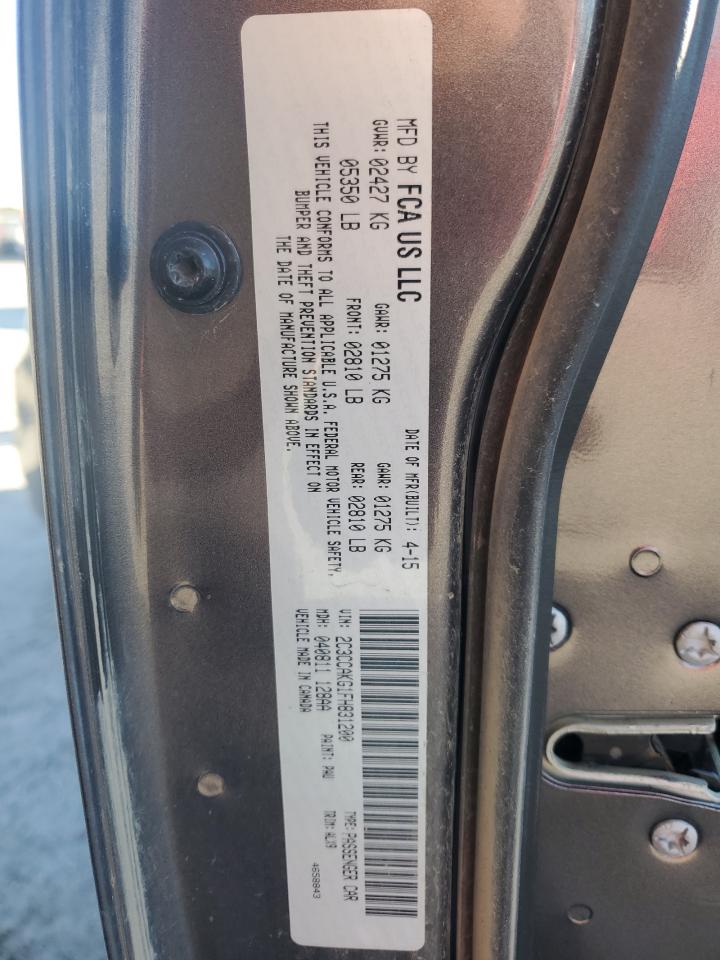 MFD BY FCA US LLC
DATE OF MFR(BUILT): 4-15
GVWR: 02427 KG GAWR: 01275 KG GAWR: 01275 KG
05350 LB FRONT: 02810 LB REAR: 02810 LB
THIS VEHICLE CONFORMS TO ALL APPLICABLE U.S.A. FEDERAL MOTOR VEHICLE SAFETY,
BUMPER AND THEFT PREVENTION STANDARDS IN EFFECT ON
THE DATE OF MANUFACTURE SHOWN ABOVE.
VIN: 2C3CCAKG1FH831200 TYPE: PASSENGER CAR
MDH: 040811 128AA PAINT: PAU TRIM: ALX9
VEHICLE MADE IN CANADA
4658843